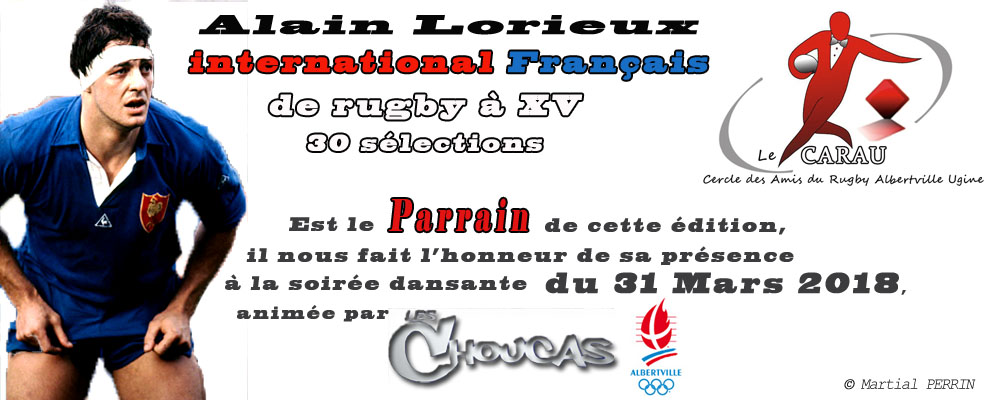 Alain Lorieux
international Français
de rugby à XV
30 sélections
Le CARAU
Cercle des Amis du Rugby Albertville Ugine
Est le Parrain de cette édition,
il nous fait l'honneur de sa présence
à la soirée dansante du 31 Mars 2018,
animée par LES
CHOUCAS
ALBERTVILLE
© Martial PERRIN